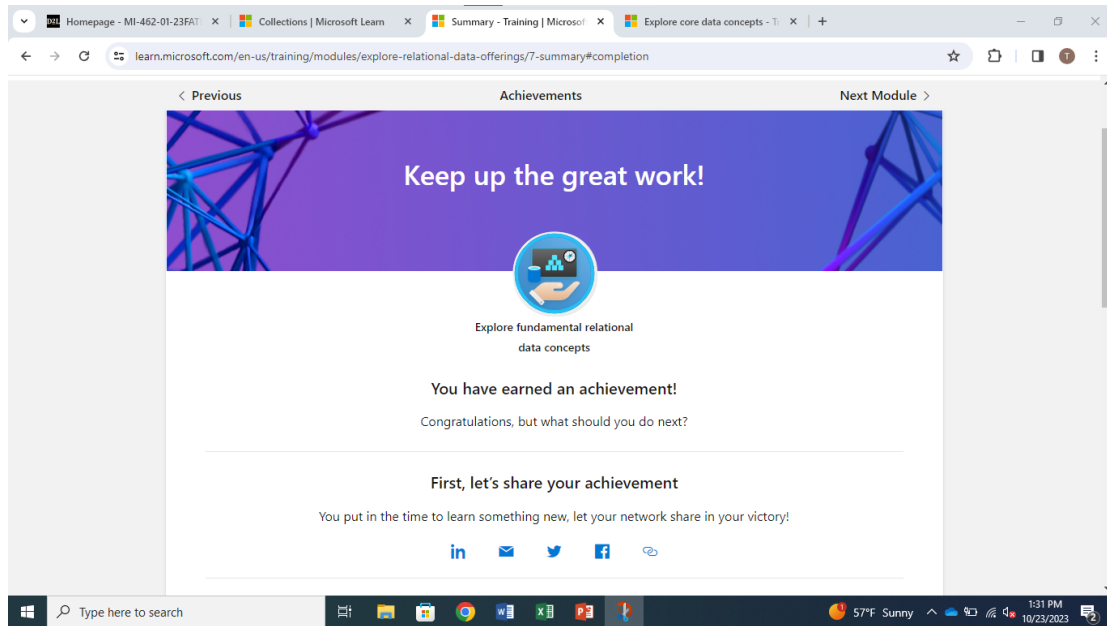 D2L Homepage - MI-462-01-23FAT
Collections | Microsoft Learn
Summary - Training | Microsof
Explore core data concepts - T
learn.microsoft.com/en-us/training/modules/explore-relational-data-offerings/7-summary#completion
T
Previous Achievements Next Module
Keep up the great work!
Explore fundamental relational
data concepts
You have earned an achievement!
Congratulations, but what should you do next?
First, let's share your achievement
You put in the time to learn something new, let your network share in your victory!
in
Type here to search
57°F Sunny
1:31 PM
10/23/2023
2